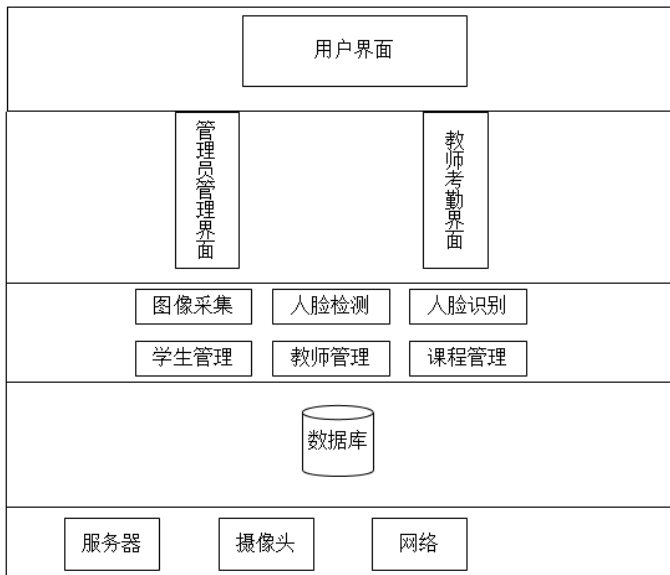 用户界面
管理员管理界面
教师考勤界面
图像采集 人脸检测 人脸识别
学生管理 教师管理 课程管理
数据库
服务器 摄像头 网络